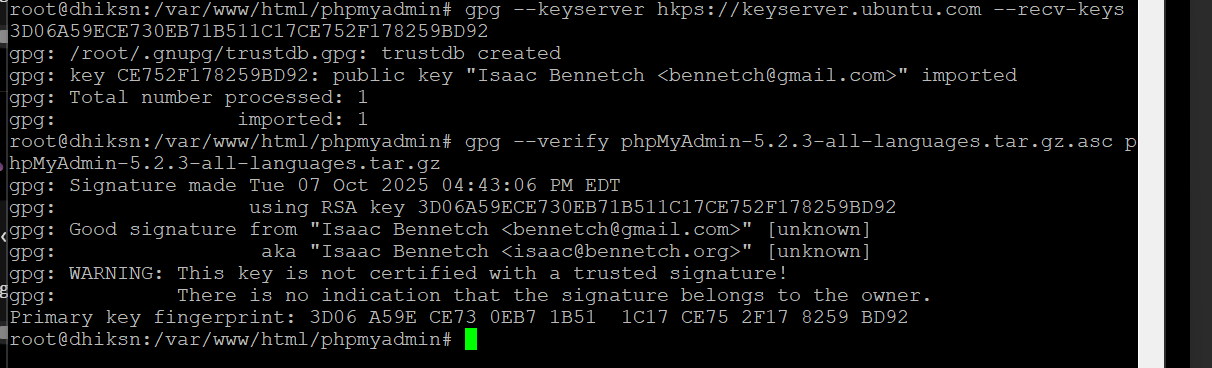 root@dhiksn:/var/www/html/phpmyadmin# gpg --keyserver hkps://keyserver.ubuntu.com --recv-keys
3D06A59ECE730EB71B511C17CE752F178259BD92
gpg: /root/.gnupg/trustdb.gpg: trustdb created
gpg: key CE752F178259BD92: public key "Isaac Bennetch <bennetch@gmail.com>" imported
gpg: Total number processed: 1
gpg:               imported: 1
root@dhiksn:/var/www/html/phpmyadmin# gpg --verify phpMyAdmin-5.2.3-all-languages.tar.gz.asc p
hpMyAdmin-5.2.3-all-languages.tar.gz
gpg: Signature made Tue 07 Oct 2025 04:43:06 PM EDT
gpg:                using RSA key 3D06A59ECE730EB71B511C17CE752F178259BD92
gpg: Good signature from "Isaac Bennetch <bennetch@gmail.com>" [unknown]
gpg:                 aka "Isaac Bennetch <isaac@bennetch.org>" [unknown]
gpg: WARNING: This key is not certified with a trusted signature!
gpg:          There is no indication that the signature belongs to the owner.
Primary key fingerprint: 3D06 A59E CE73 0EB7 1B51  1C17 CE75 2F17 8259 BD92
root@dhiksn:/var/www/html/phpmyadmin#